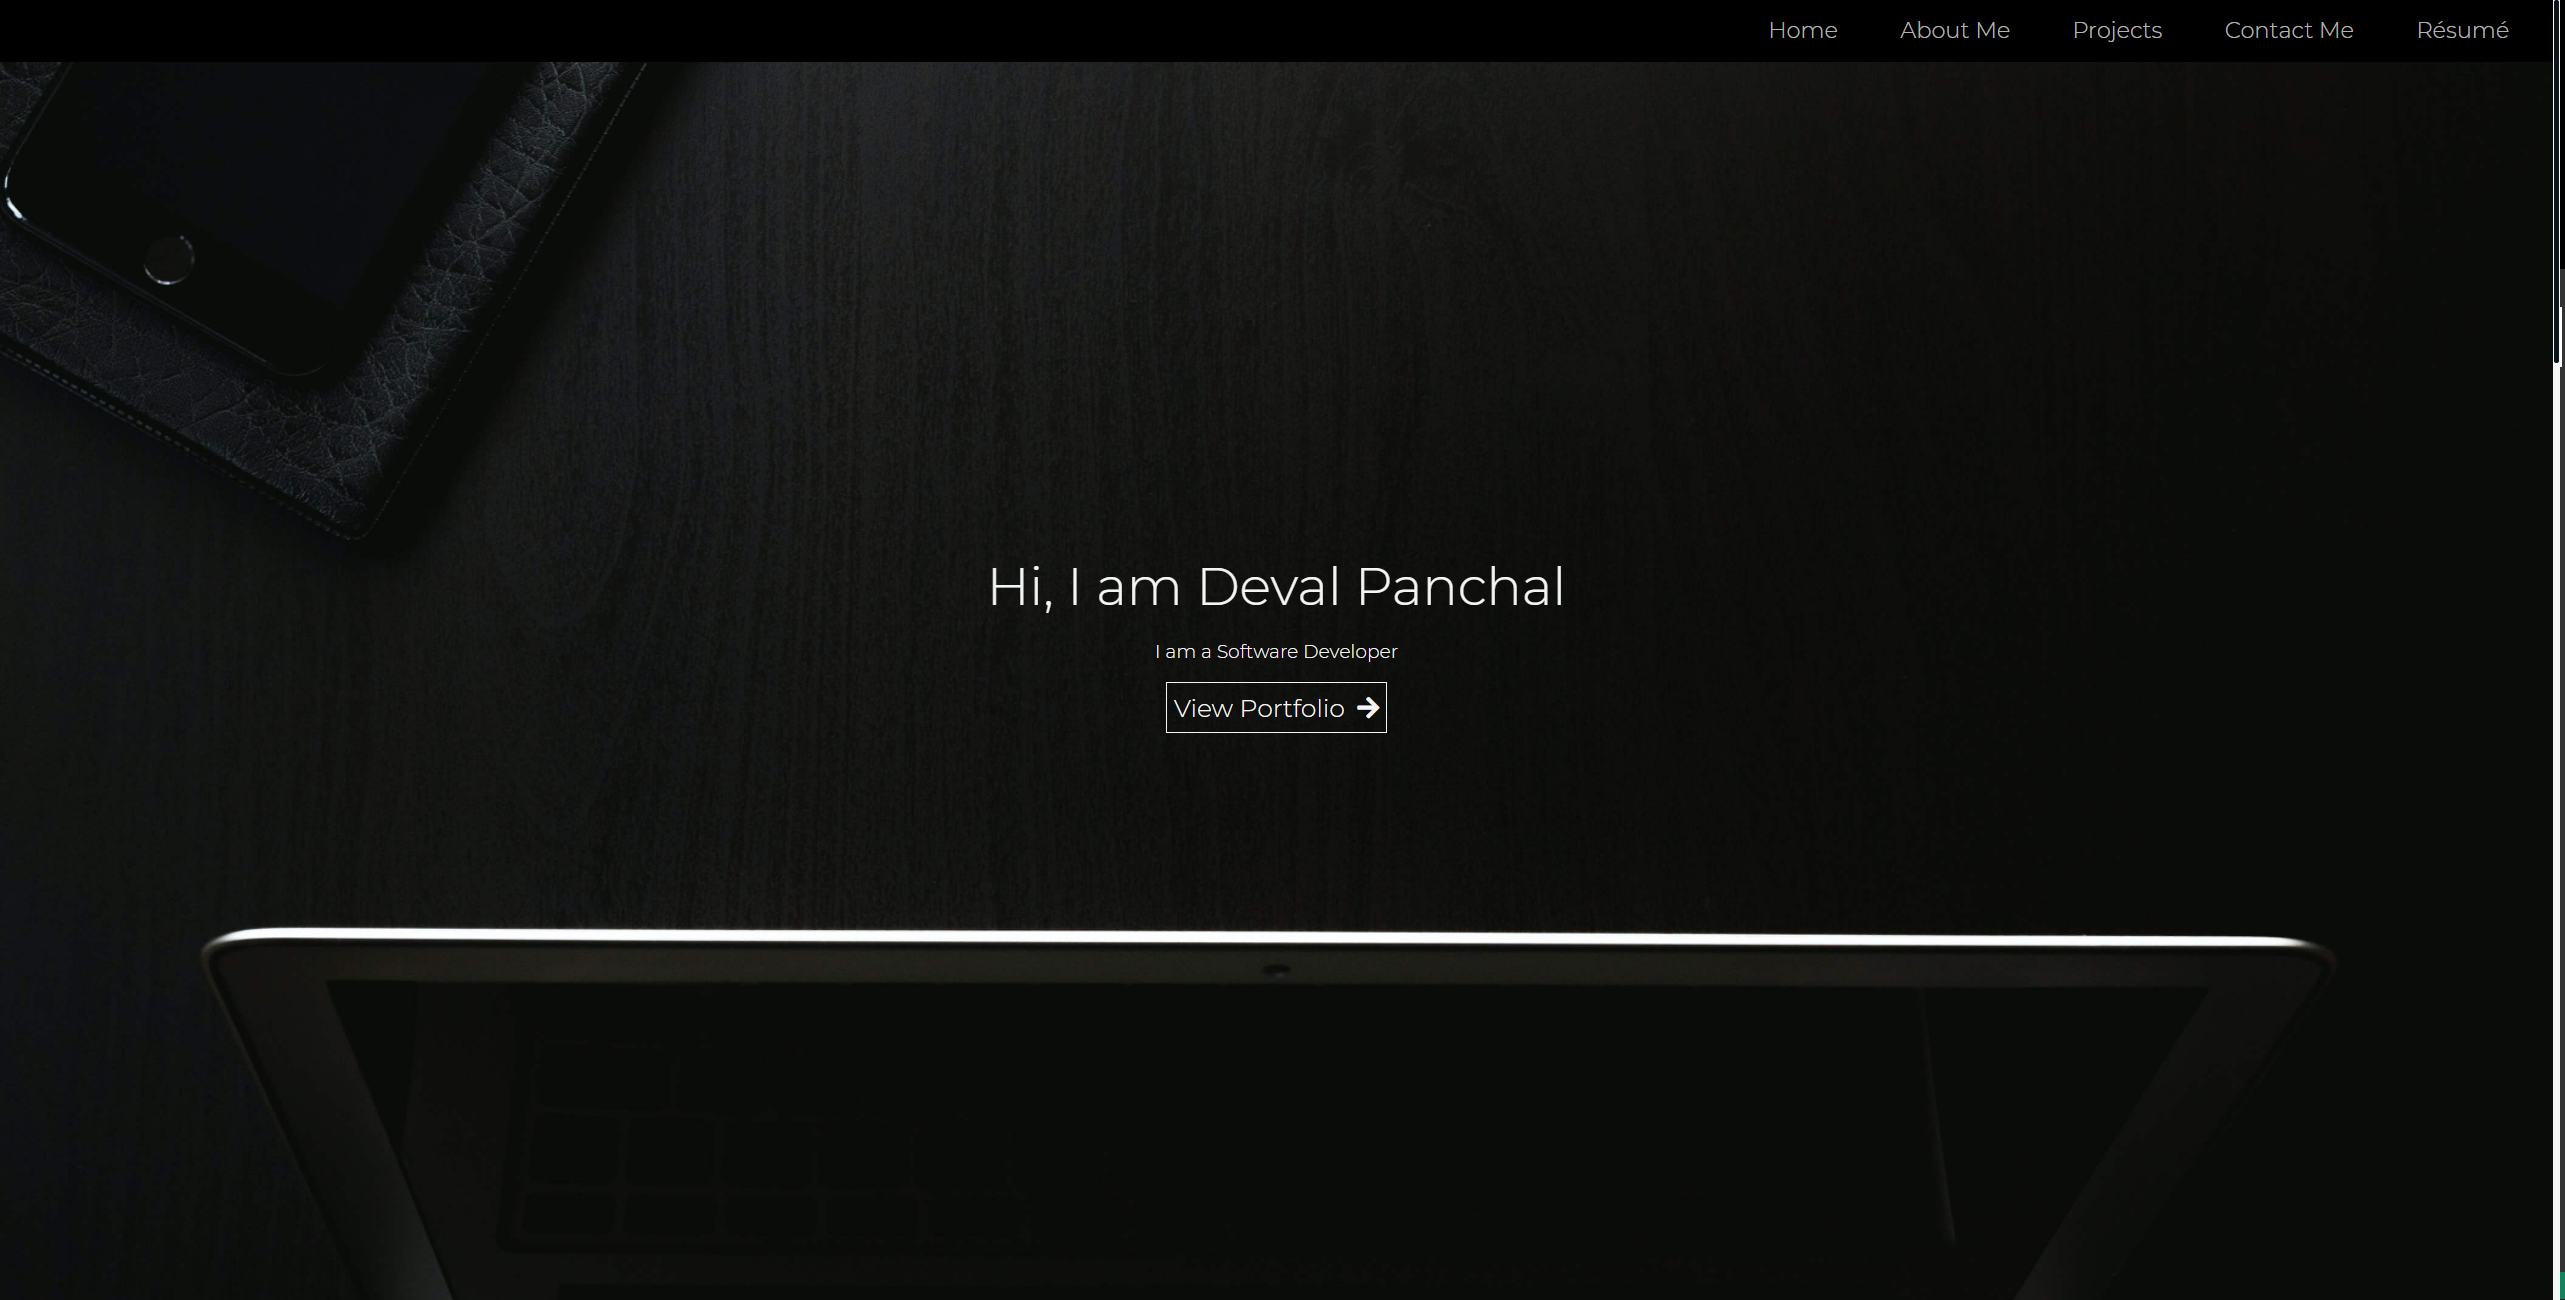 Home About Me Projects Contact Me Résumé
Hi, I am Deval Panchal
I am a Software Developer
View Portfolio